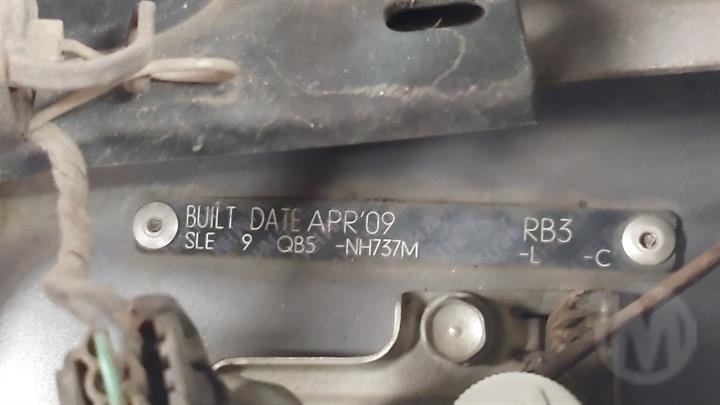 BUILT DATE APR'09 RB3
SLE 9 QB5 -NH737M -L -C
M